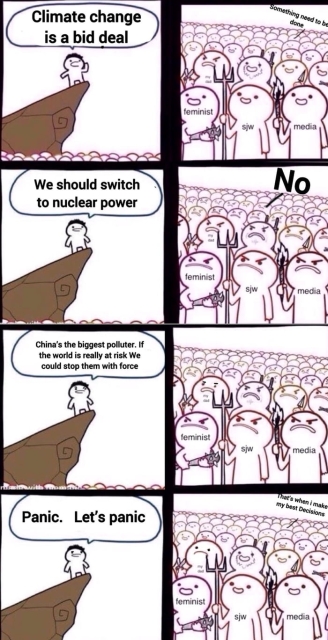 Climate change
is a bid deal
Something need to be
done
feminist
sjw
media
We should switch
to nuclear power
No
feminist
sjw
media
China's the biggest polluter. If
the world is really at risk We
could stop them with force
feminist
sjw
media
Panic. Let's panic
That's when i make
my best Decisions
feminist
sjw
media